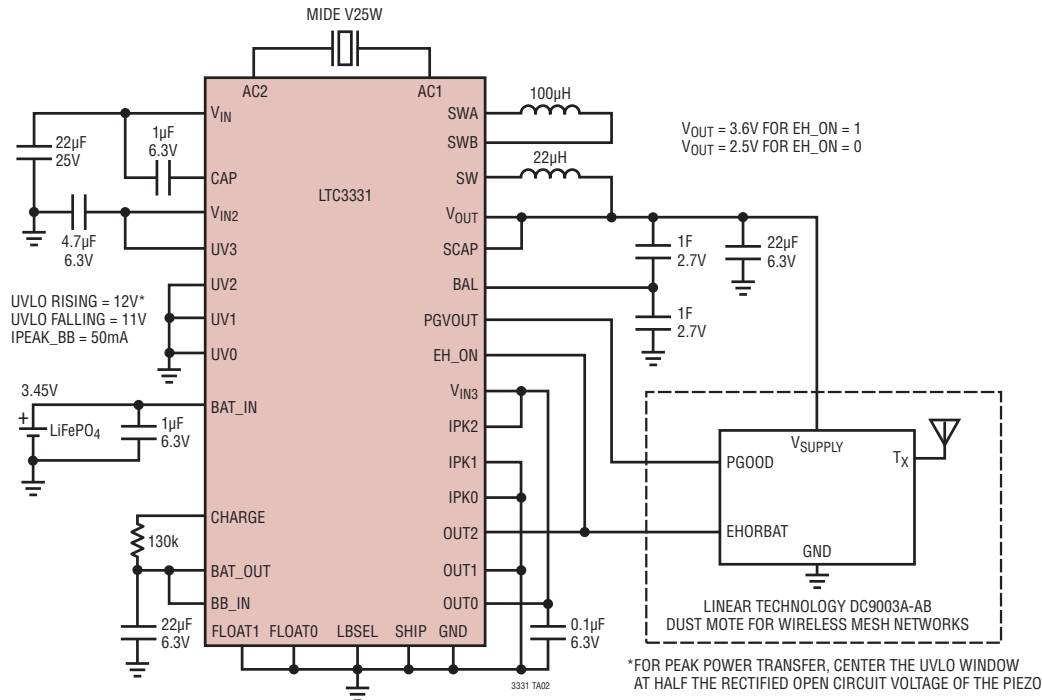 MIDE V25W
AC2
AC1
VIN
CAP
VIN2
UV3
UV2
UV1
UV0
BAT_IN
CHARGE
BAT_OUT
BB_IN
FLOAT1 FLOAT0 LBSEL SHIP GND
LTC3331
SWA
SWB
SW
VOUT
SCAP
BAL
PGVOUT
EH_ON
VIN3
IPK2
IPK1
IPK0
OUT2
OUT1
OUT0
22µF
25V
1µF
6.3V
4.7µF
6.3V
UVLO RISING = 12V*
UVLO FALLING = 11V
IPEAK_BB = 50mA
3.45V
+
LiFePO4
1µF
6.3V
130k
22µF
6.3V
100µH
22µH
VOUT = 3.6V FOR EH_ON = 1
VOUT = 2.5V FOR EH_ON = 0
1F
2.7V
22µF
6.3V
1F
2.7V
0.1µF
6.3V
VSUPPLY
PGOOD
TX
EHORBAT
GND
LINEAR TECHNOLOGY DC9003A-AB
DUST MOTE FOR WIRELESS MESH NETWORKS
3331 TA02
*FOR PEAK POWER TRANSFER, CENTER THE UVLO WINDOW
AT HALF THE RECTIFIED OPEN CIRCUIT VOLTAGE OF THE PIEZO